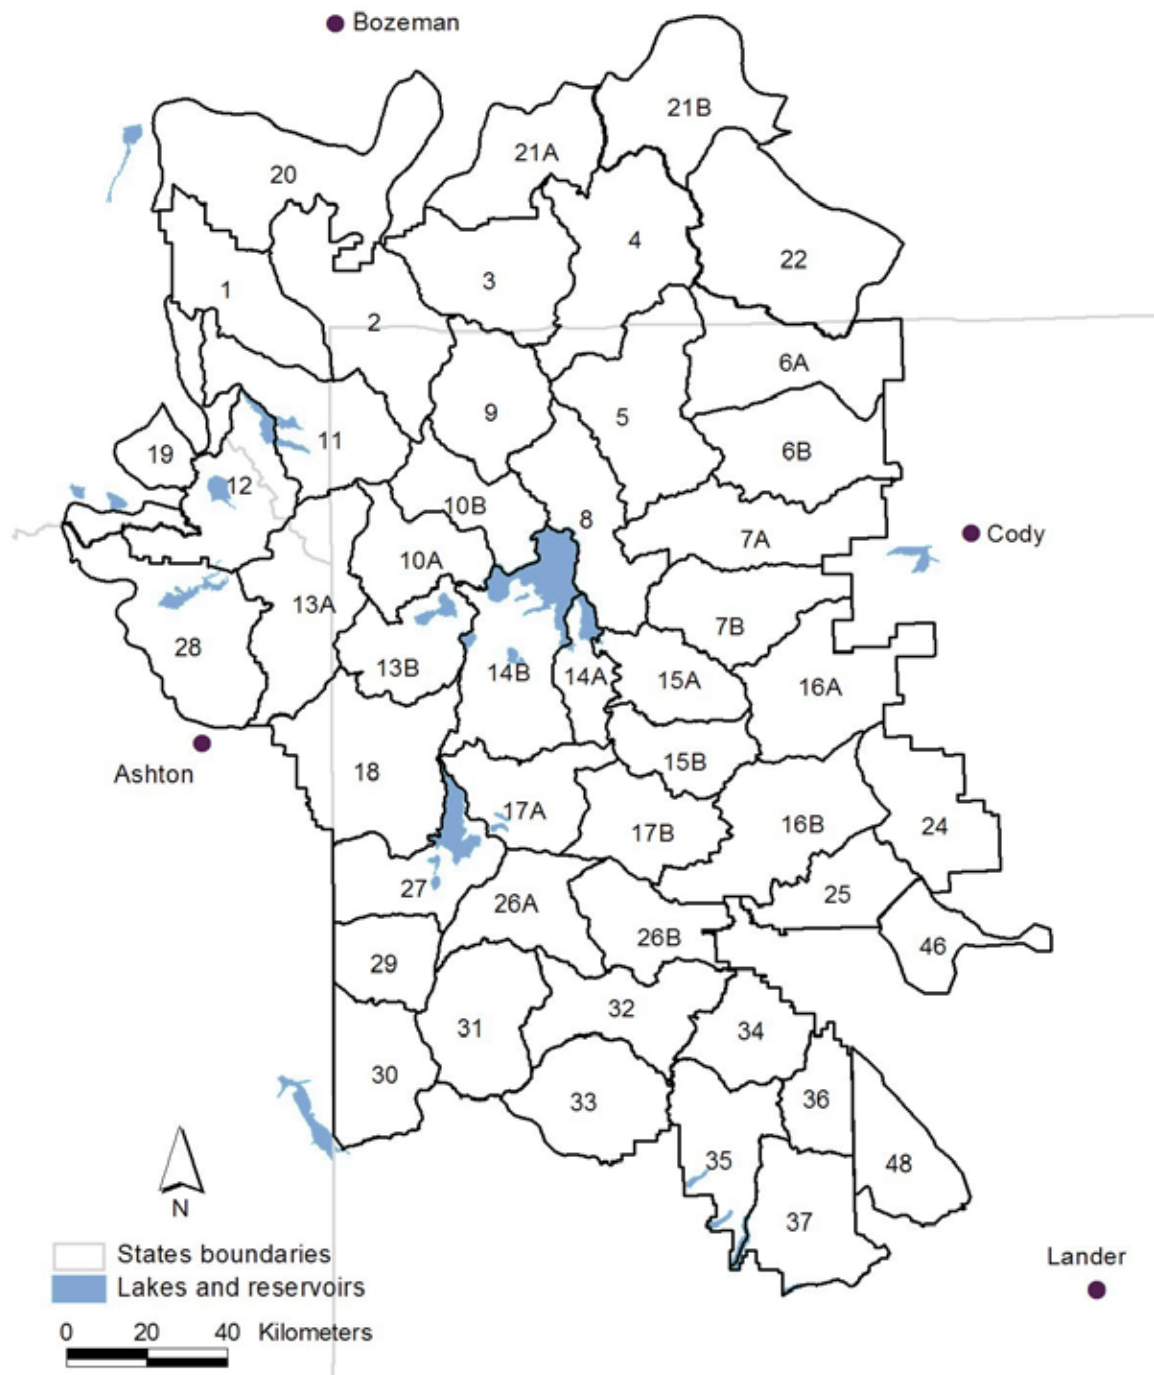 Bozeman
21B
21A
20
4
22
3
1
2
6A
9
5
11
19
6B
12
10B
8
7A
Cody
10A
13A
7B
28
13B
14B
14A
15A
16A
Ashton
18
15B
17A
17B
16B
24
27
25
26A
26B
46
29
32
31
34
30
33
36
35
48
37
N
States boundaries
Lander
Lakes and reservoirs
0 20 40 Kilometers